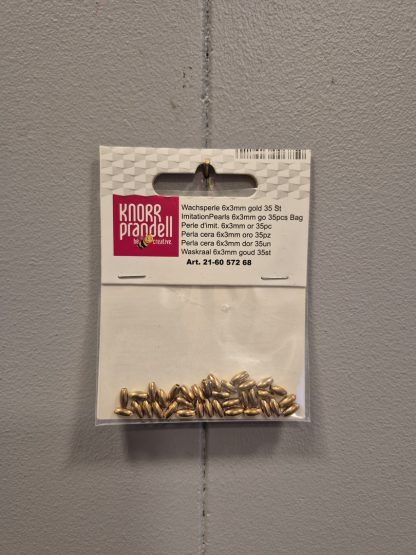 KNORR
prandell
be creative
Wachsperle 6x3mm gold 35 St
ImitationPearls 6x3mm go 35pcs Bag
Perle d'imit. 6x3mm or 35pc
Perla cera 6x3mm oro 35pz
Perla cera 6x3mm dor 35un
Waskraal 6x3mm goud 35st
Art. 21-60 572 68